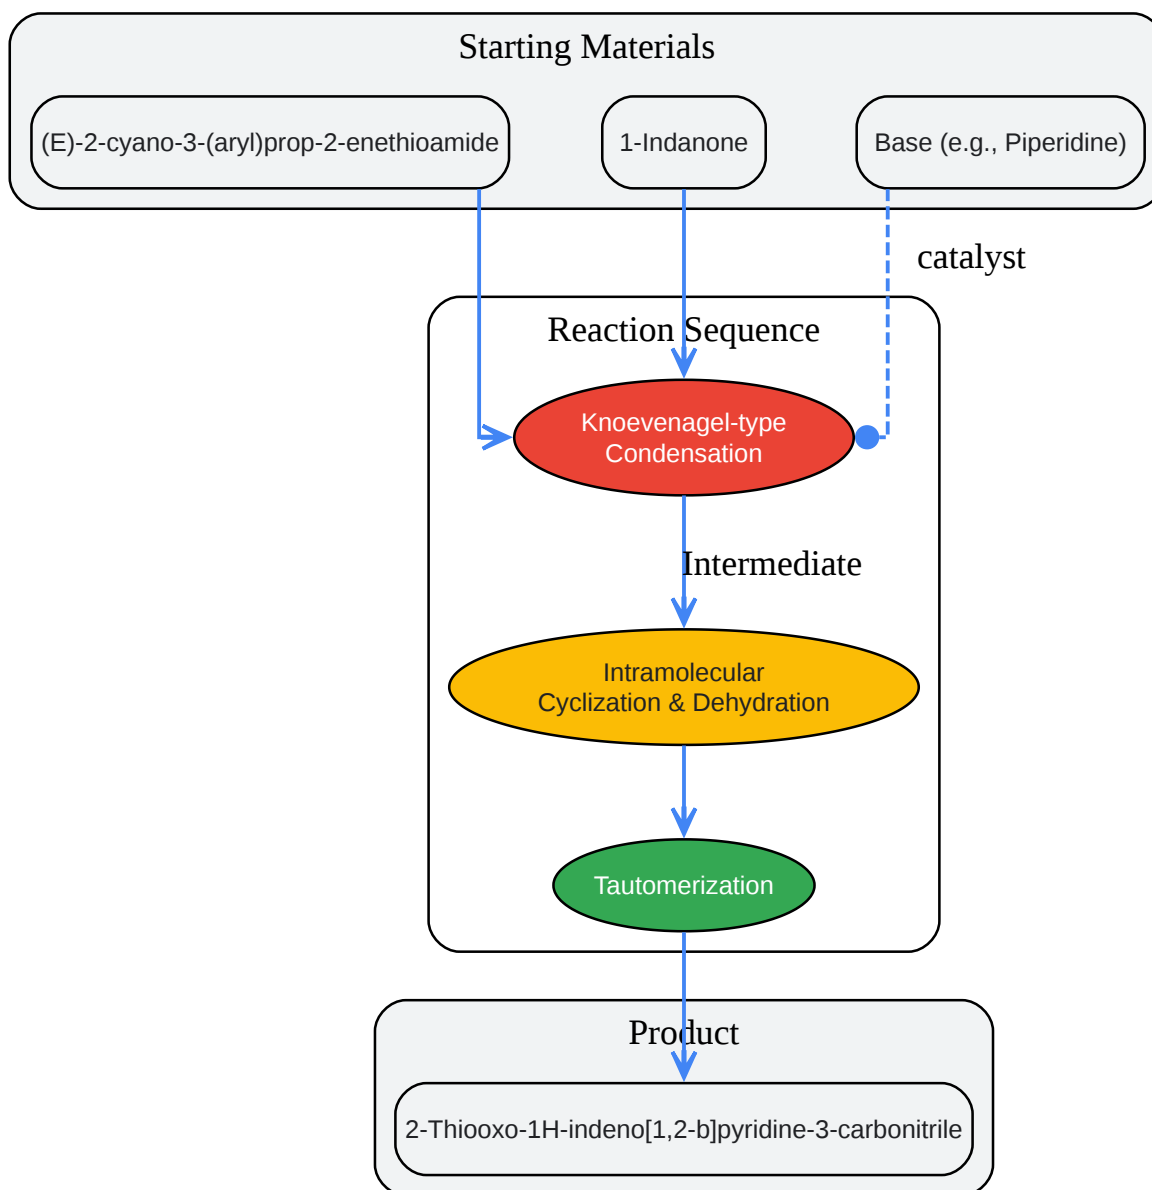 Starting Materials
(E)-2-cyano-3-(aryl)prop-2-enethioamide
1-Indanone
Base (e.g., Piperidine)
catalyst
Reaction Sequence
Knoevenagel-type
Condensation
Intermediate
Intramolecular
Cyclization & Dehydration
Tautomerization
Product
2-Thiooxo-1H-indeno[1,2-b]pyridine-3-carbonitrile